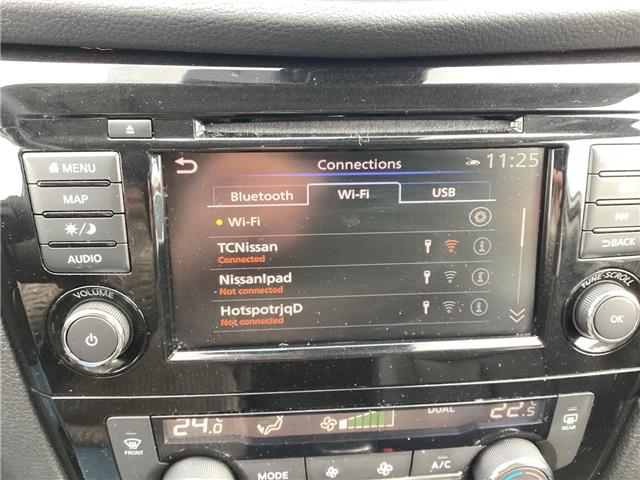 Connections 11:25
MENU
MAP
AUDIO
Bluetooth Wi-Fi USB
Wi-Fi
TCNissan
Connected
NissanIpad
Not connected
HotspotrjqD
Not connected
BACK
VOLUME
TUNE·SCROLL
OK
24.0
DUAL
22.5
FRONT
REAR
MODE
A/C